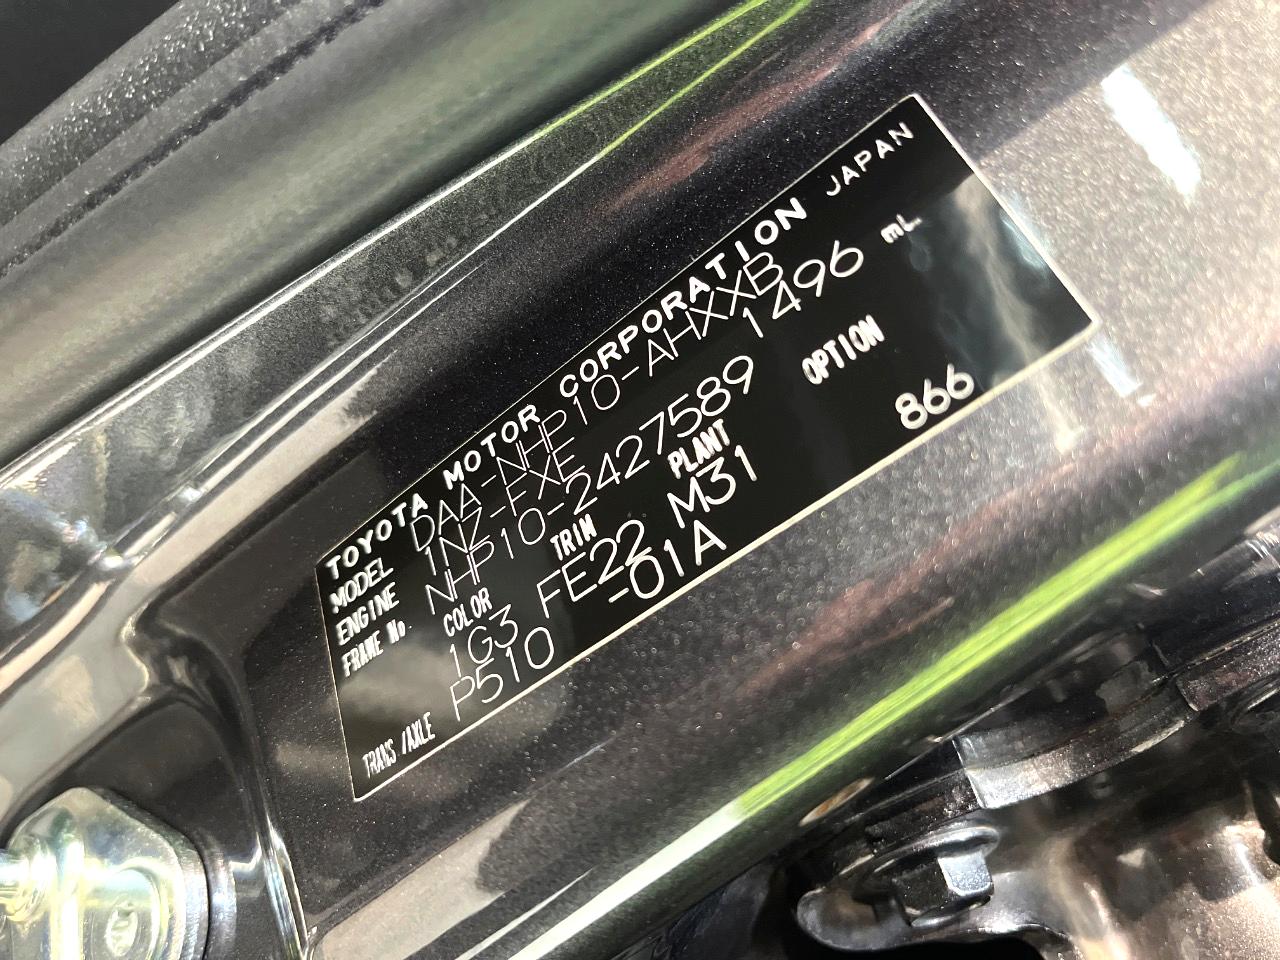 TOYOTA MOTOR CORPORATION JAPAN
MODEL DAA-NHP10-AHXXB
ENGINE 1NZ-FXE 1496 mL
FRAME No. NHP10-2427589
COLOR TRIM PLANT OPTION
1G3 FE22 M31 866
TRANS/AXLE P510 -01A